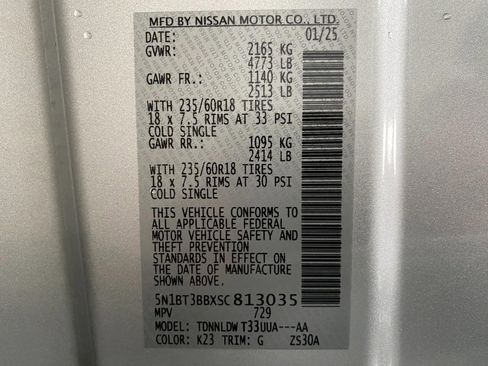 MFD BY NISSAN MOTOR CO., LTD.
DATE: 01/25
GVWR: 2165 KG
4773 LB
GAWR FR.: 1140 KG
2513 LB
WITH 235/60R18 TIRES
18 x 7.5 RIMS AT 33 PSI
COLD SINGLE
GAWR RR.: 1095 KG
2414 LB
WITH 235/60R18 TIRES
18 x 7.5 RIMS AT 30 PSI
COLD SINGLE
THIS VEHICLE CONFORMS TO
ALL APPLICABLE FEDERAL
MOTOR VEHICLE SAFETY AND
THEFT PREVENTION
STANDARDS IN EFFECT ON
THE DATE OF MANUFACTURE
SHOWN ABOVE.
5N1BT3BBXSC813035
MPV 729
MODEL: TDNNLDW T33UUA---AA
COLOR: K23 TRIM: G ZS30A